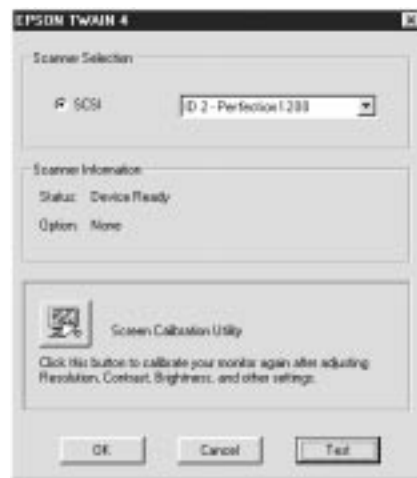 EPSON TWAIN 4
Scanner Selection
SCSI
ID 2 - Perfection1200
Scanner Information
Status: Device Ready
Option: None
Screen Calibration Utility
Click this button to calibrate your monitor again after adjusting
Resolution, Contrast, Brightness, and other settings.
OK Cancel Test